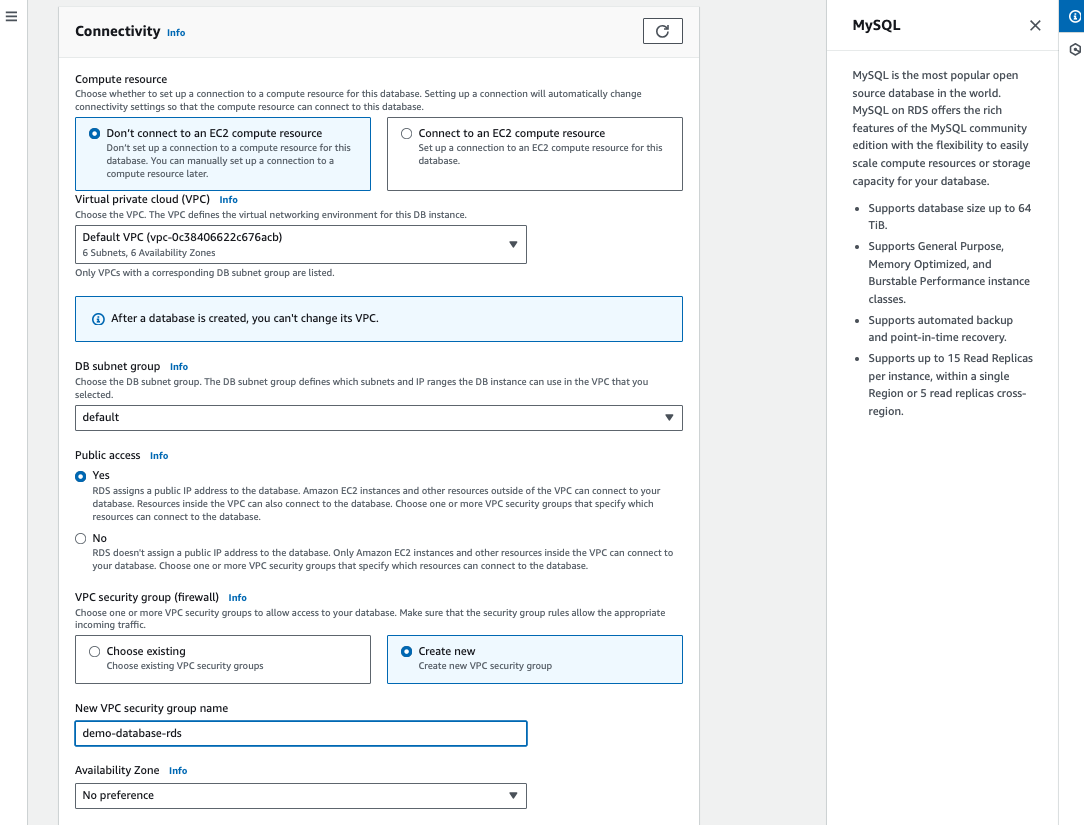 Connectivity Info
Compute resource
Choose whether to set up a connection to a compute resource for this database. Setting up a connection will automatically change
connectivity settings so that the compute resource can connect to this database.
Don't connect to an EC2 compute resource
Don't set up a connection to a compute resource for this
database. You can manually set up a connection to a
compute resource later.
Connect to an EC2 compute resource
Set up a connection to an EC2 compute resource for this
database.
Virtual private cloud (VPC) Info
Choose the VPC. The VPC defines the virtual networking environment for this DB instance.
Default VPC (vpc-0c38406622c676acb)
6 Subnets, 6 Availability Zones
Only VPCs with a corresponding DB subnet group are listed.
After a database is created, you can't change its VPC.
DB subnet group Info
Choose the DB subnet group. The DB subnet group defines which subnets and IP ranges the DB instance can use in the VPC that you
selected.
default
Public access Info
Yes
RDS assigns a public IP address to the database. Amazon EC2 instances and other resources outside of the VPC can connect to your
database. Resources inside the VPC can also connect to the database. Choose one or more VPC security groups that specify which
resources can connect to the database.
No
RDS doesn't assign a public IP address to the database. Only Amazon EC2 instances and other resources inside the VPC can connect to
your database. Choose one or more VPC security groups that specify which resources can connect to the database.
VPC security group (firewall) Info
Choose one or more VPC security groups to allow access to your database. Make sure that the security group rules allow the appropriate
incoming traffic.
Choose existing
Choose existing VPC security groups
Create new
Create new VPC security group
New VPC security group name
demo-database-rds
Availability Zone Info
No preference
MySQL
MySQL is the most popular open
source database in the world.
MySQL on RDS offers the rich
features of the MySQL community
edition with the flexibility to easily
scale compute resources or storage
capacity for your database.
• Supports database size up to 64
TiB.
• Supports General Purpose,
Memory Optimized, and
Burstable Performance instance
classes.
• Supports automated backup
and point-in-time recovery.
• Supports up to 15 Read Replicas
per instance, within a single
Region or 5 read replicas cross-
region.